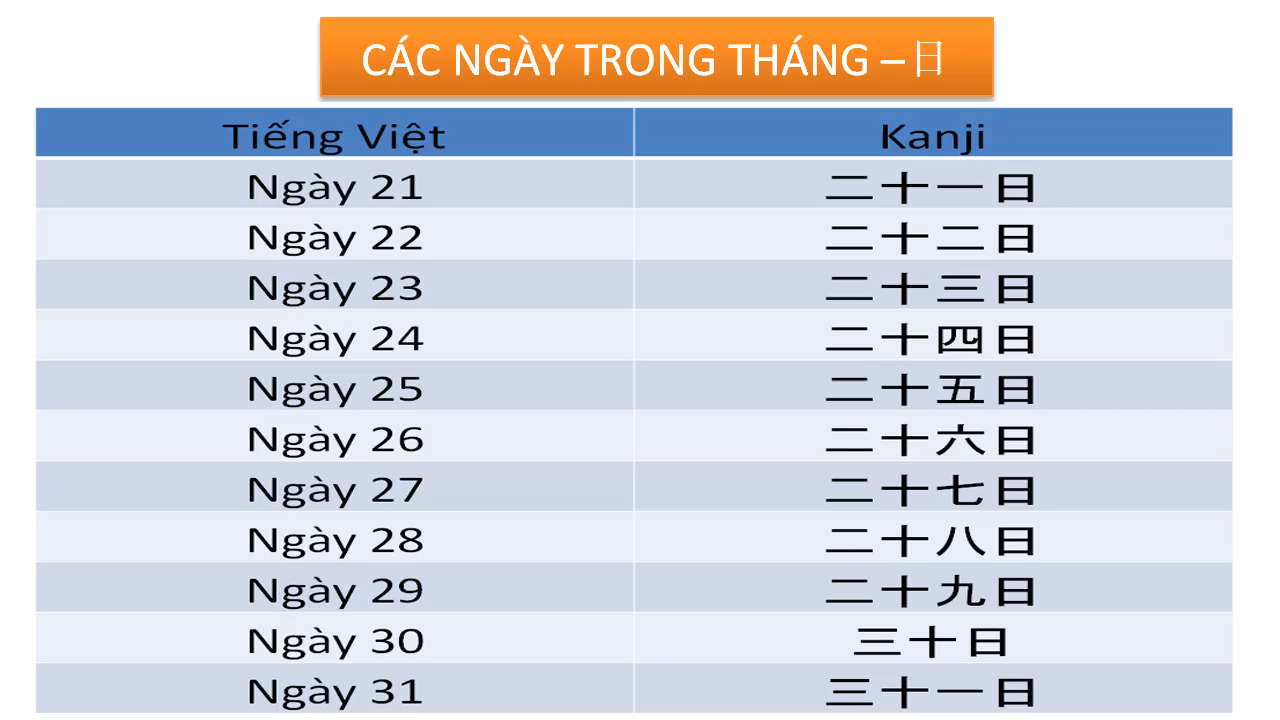 CÁC NGÀY TRONG THÁNG – 日
Tiếng Việt Kanji
Ngày 21 二十一日
Ngày 22 二十二日
Ngày 23 二十三日
Ngày 24 二十四日
Ngày 25 二十五日
Ngày 26 二十六日
Ngày 27 二十七日
Ngày 28 二十八日
Ngày 29 二十九日
Ngày 30 三十日
Ngày 31 三十一日